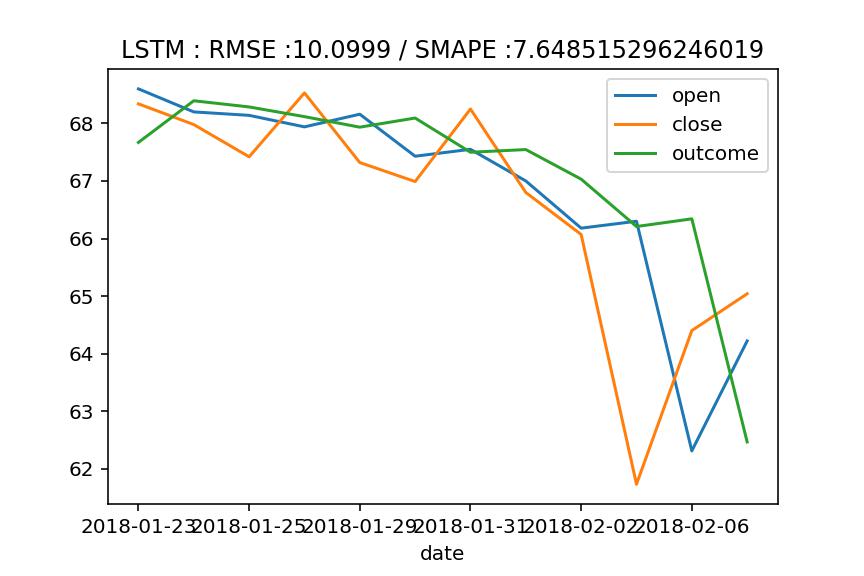 LSTM : RMSE :10.0999 / SMAPE :7.648515296246019
open
close
outcome
68
67
66
65
64
63
62
2018-01-23
2018-01-25
2018-01-29
2018-01-31
2018-02-02
2018-02-06
date